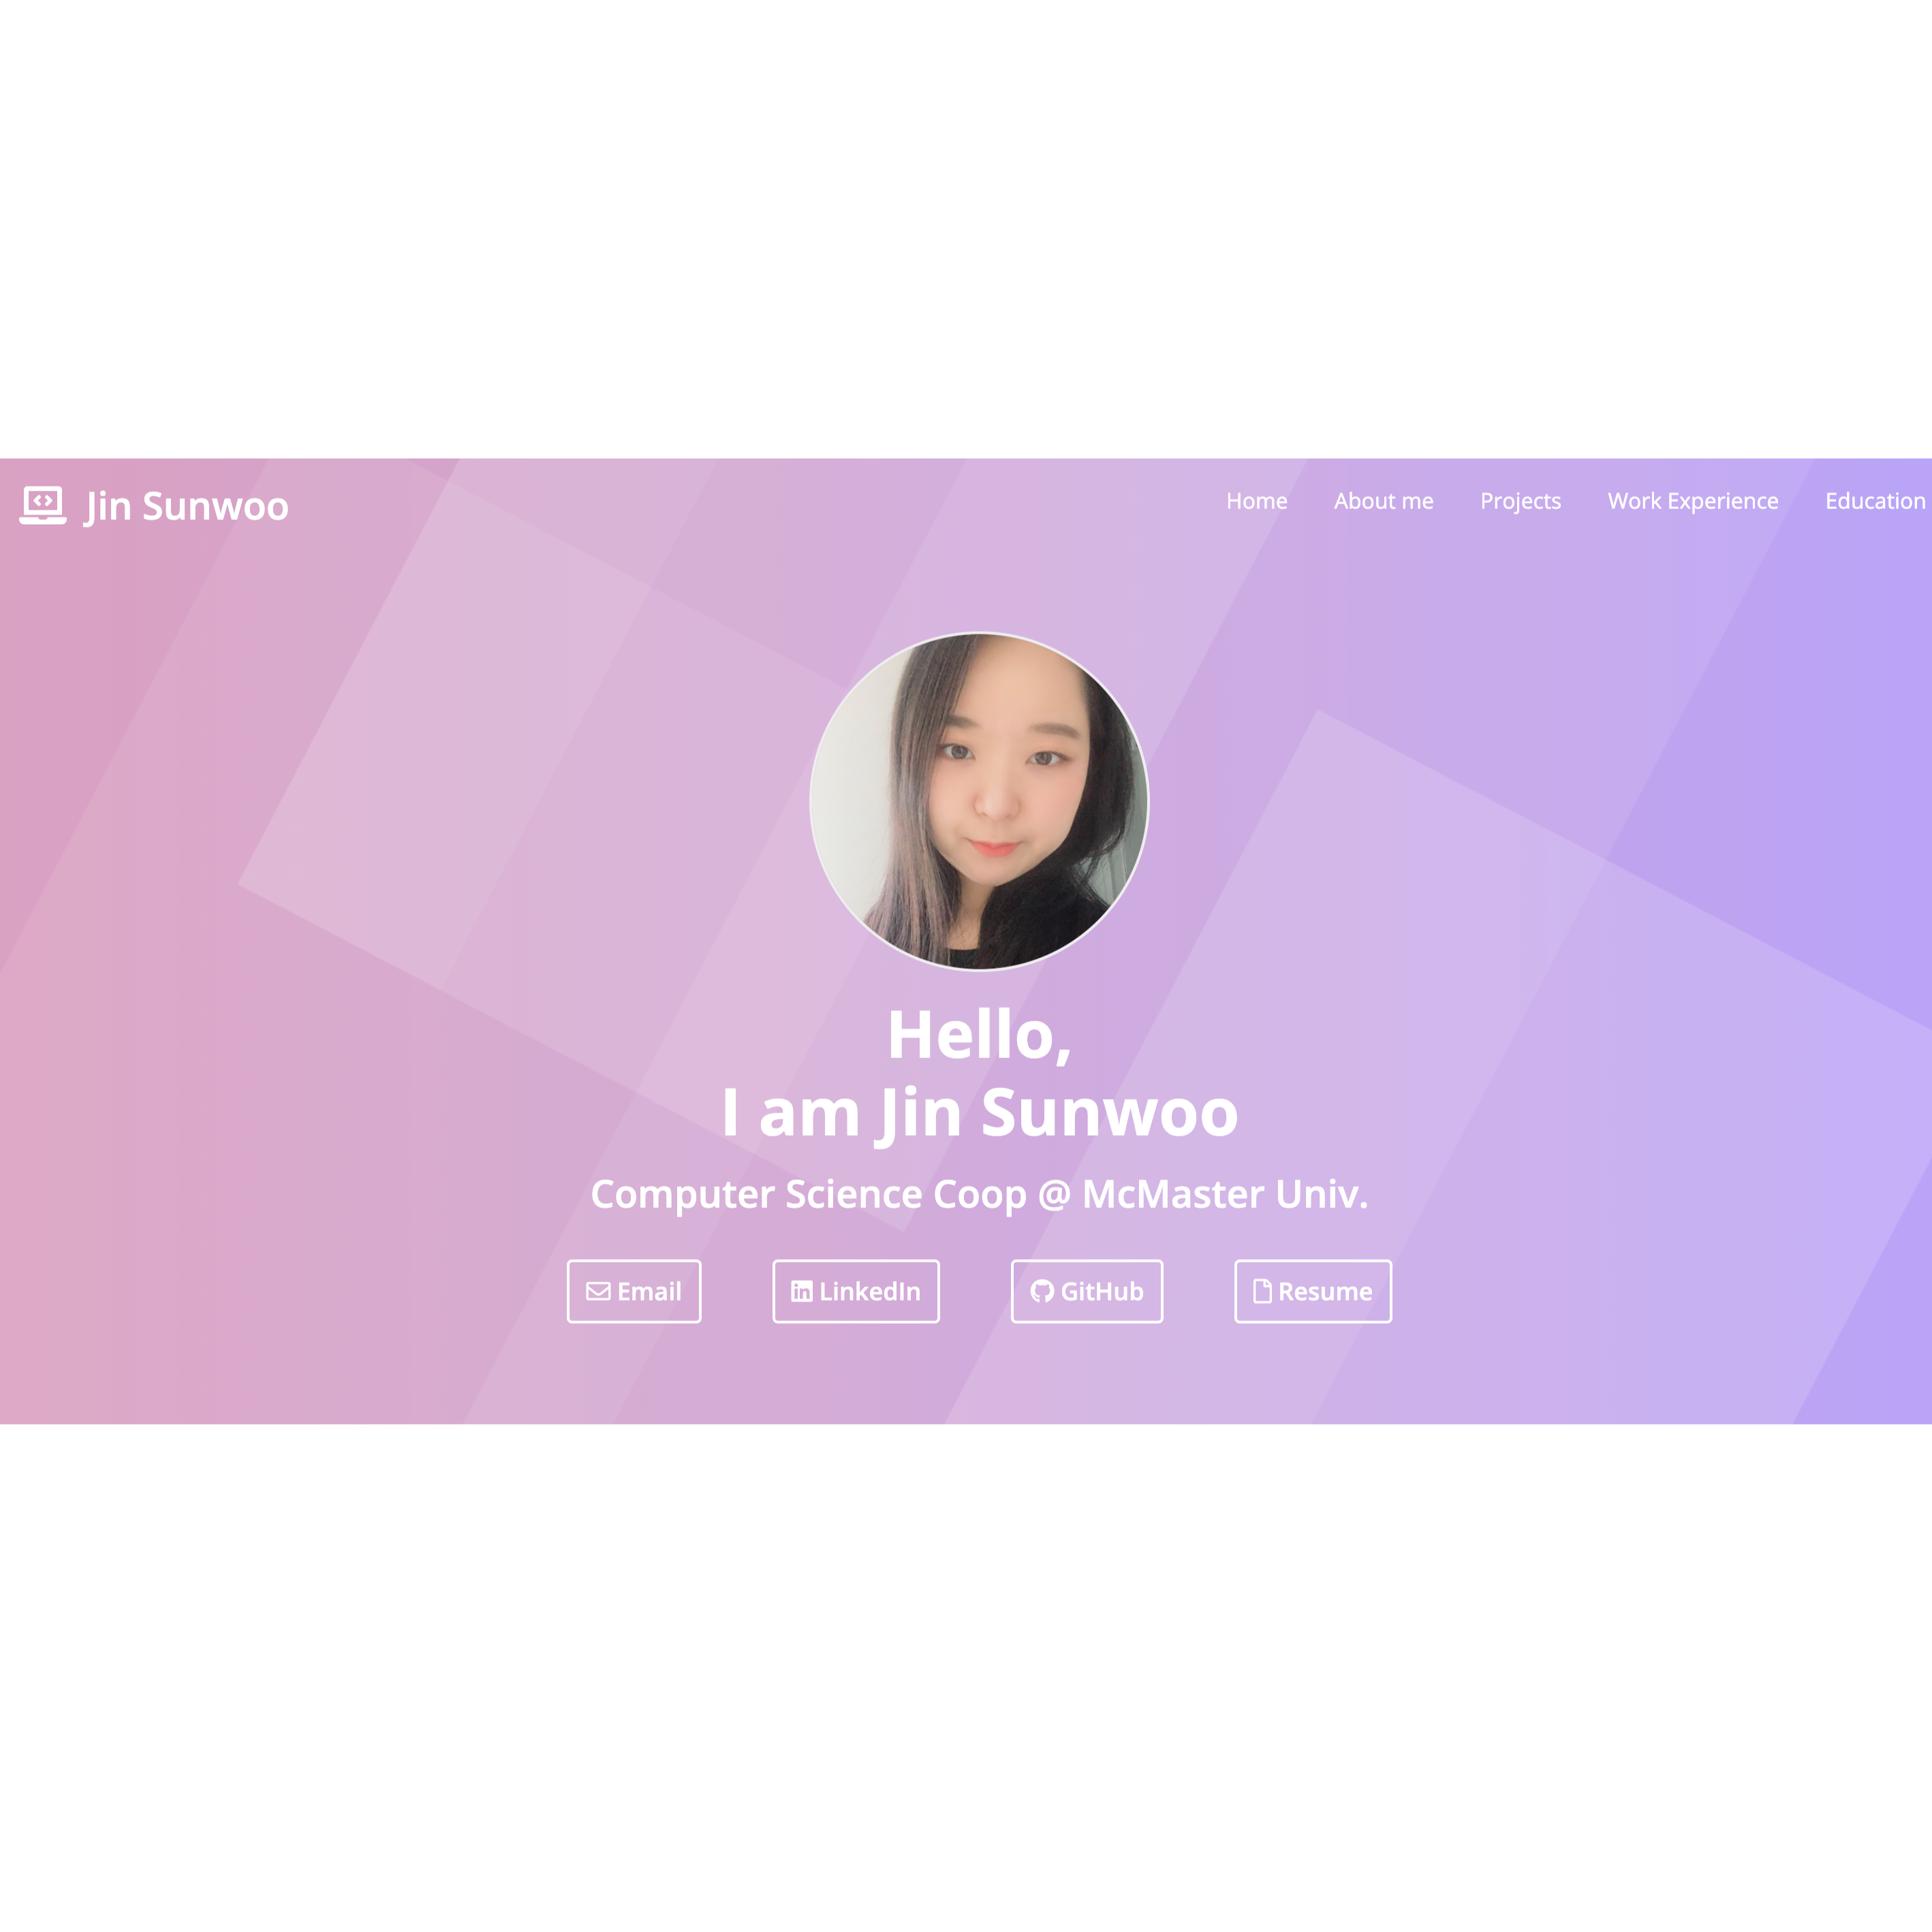 Jin Sunwoo
Home About me Projects Work Experience Education
Hello,
I am Jin Sunwoo
Computer Science Coop @ McMaster Univ.
Email LinkedIn GitHub Resume